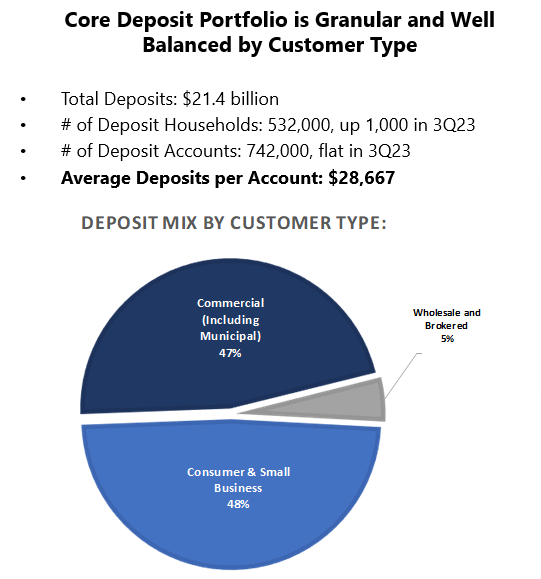 Core Deposit Portfolio is Granular and Well
Balanced by Customer Type
• Total Deposits: $21.4 billion
• # of Deposit Households: 532,000, up 1,000 in 3Q23
• # of Deposit Accounts: 742,000, flat in 3Q23
• Average Deposits per Account: $28,667
DEPOSIT MIX BY CUSTOMER TYPE:
Commercial
(Including
Municipal)
47%
Wholesale and
Brokered
5%
Consumer & Small
Business
48%